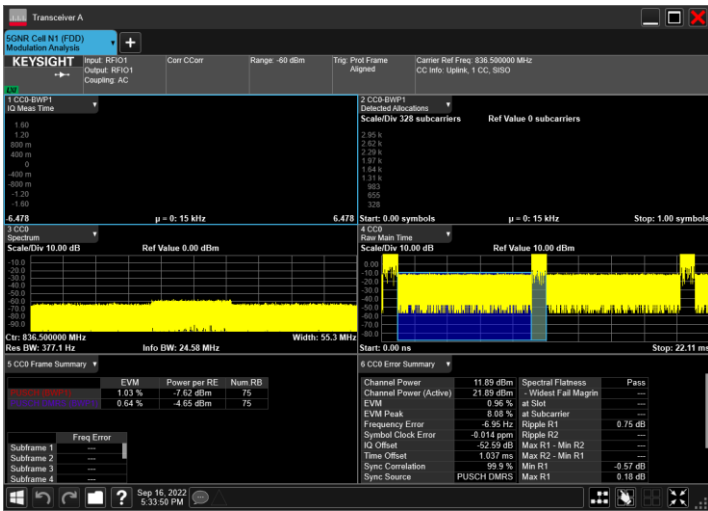 Transceiver A
5GNR Cell N1 (FDD)
Modulation Analysis
KEYSIGHT
Input: RFIO1
Output: RFIO1
Coupling: AC
Corr CCorr
Range: -60 dBm
Trig: Prot Frame
Aligned
Carrier Ref Freq: 836.500000 MHz
CC Info: Uplink, 1 CC, SISO
1 CC0-BWP1
IQ Meas Time
1.60
1.20
800 m
400 m
0
-400 m
-800 m
-1.20
-1.60
-6.478
µ = 0: 15 kHz
6.478
2 CC0-BWP1
Detected Allocations
Scale/Div 328 subcarriers
Ref Value 0 subcarriers
2.95 k
2.62 k
2.29 k
1.97 k
1.64 k
1.31 k
983
655
328
Start: 0.00 symbols
µ = 0: 15 kHz
Stop: 1.00 symbols
3 CC0
Spectrum
Scale/Div 10.00 dB
Ref Value 0.00 dBm
-10.0
-20.0
-30.0
-40.0
-50.0
-60.0
-70.0
-80.0
-90.0
Ctr: 836.500000 MHz
Width: 55.3 MHz
Res BW: 377.1 Hz
Info BW: 24.58 MHz
4 CC0
Raw Main Time
Scale/Div 10.00 dB
Ref Value 10.00 dBm
0.00
-10.0
-20.0
-30.0
-40.0
-50.0
-60.0
-70.0
-80.0
Start: 0.00 ns
Stop: 22.11 ms
5 CC0 Frame Summary
EVM Power per RE Num.RB
1.03 % -7.62 dBm 75
0.64 % -4.65 dBm 75
Freq Error
Subframe 1 ---
Subframe 2 ---
Subframe 3 ---
Subframe 4 ---
6 CC0 Error Summary
Channel Power 11.89 dBm Spectral Flatness Pass
Channel Power (Active) 21.89 dBm - Widest Fail Magrin ---
EVM 0.96 % at Slot ---
EVM Peak 8.08 % at Subcarrier ---
Frequency Error -6.95 Hz Ripple R1 0.75 dB
Symbol Clock Error -0.014 ppm Ripple R2 ---
IQ Offset -52.59 dB Max R1 - Min R2 ---
Time Offset 1.037 ms Max R2 - Min R1 ---
Sync Correlation 99.9 % Min R1 -0.57 dB
Sync Source PUSCH DMRS Max R1 0.18 dB
Sep 16, 2022
5:33:50 PM